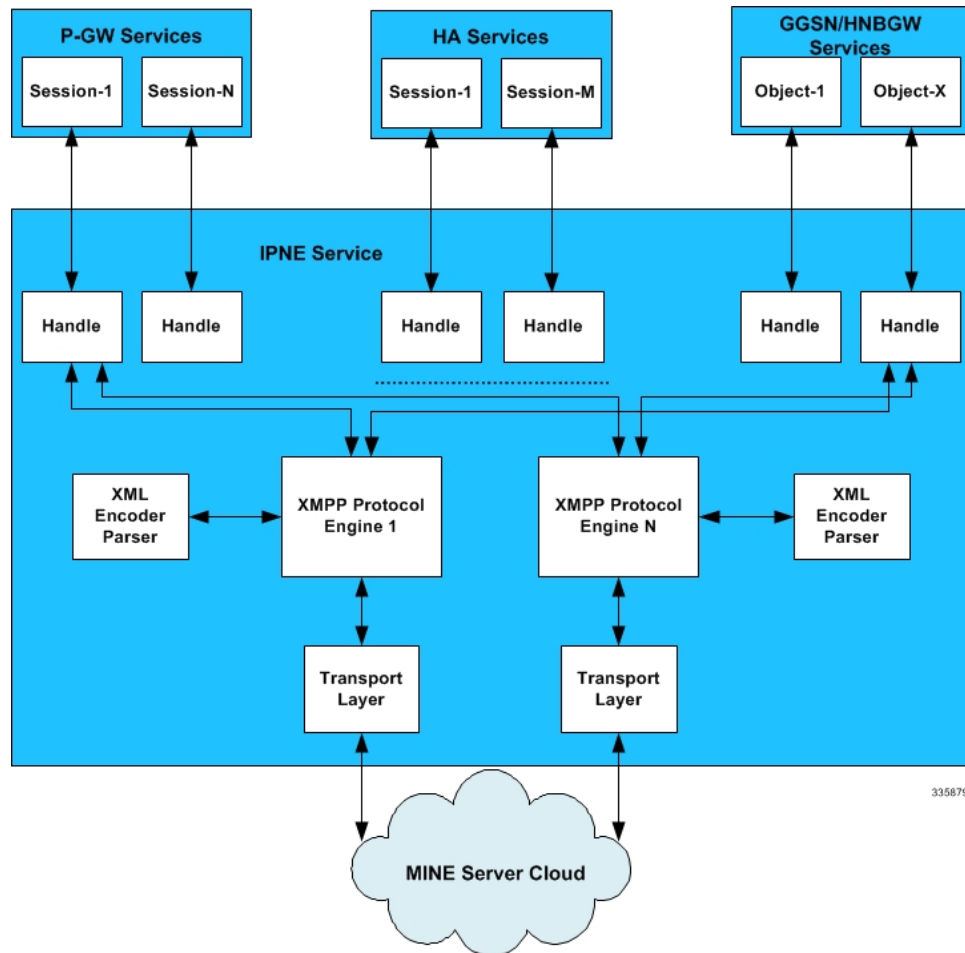 P-GW Services
Session-1
Session-N
HA Services
Session-1
Session-M
GGSN/HNBGW
Services
Object-1
Object-X
IPNE Service
Handle
Handle
Handle
Handle
Handle
Handle
XML
Encoder
Parser
XMPP Protocol
Engine 1
XMPP Protocol
Engine N
XML
Encoder
Parser
Transport
Layer
Transport
Layer
335879
MINE Server Cloud